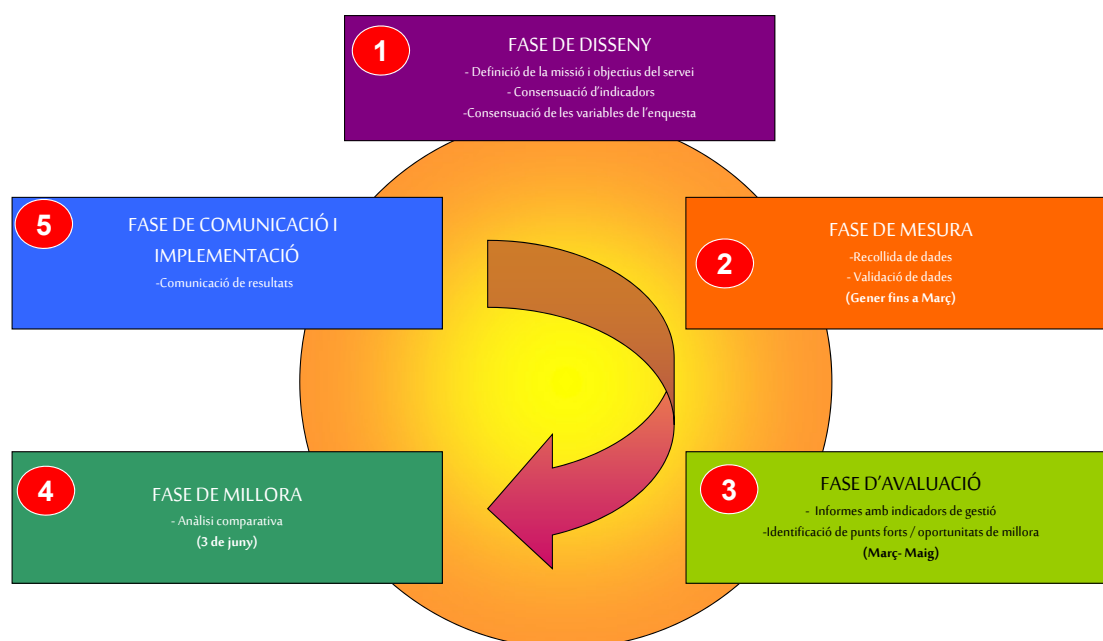 1
FASE DE DISSENY
- Definició de la missió i objectius del servei
- Consensuació d'indicadors
-Consensuació de les variables de l'enquesta
2
FASE DE MESURA
-Recollida de dades
- Validació de dades
(Gener fins a Març)
3
FASE D'AVALUACIÓ
- Informes amb indicadors de gestió
-Identificació de punts forts / oportunitats de millora
(Març- Maig)
4
FASE DE MILLORA
- Anàlisi comparativa
(3 de juny)
5
FASE DE COMUNICACIÓ I
IMPLEMENTACIÓ
-Comunicació de resultats